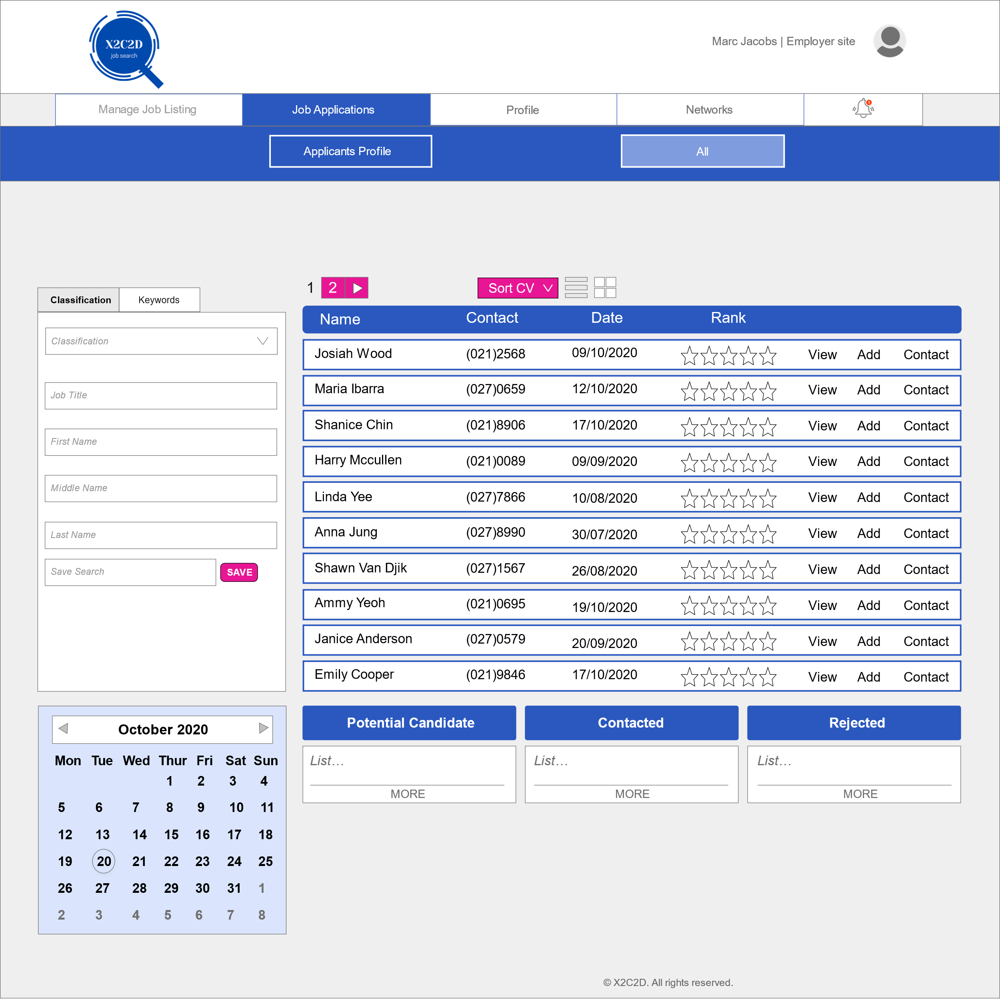 X2C2D
job search
Marc Jacobs | Employer site
Manage Job Listing
Job Applications
Profile
Networks
1
Applicants Profile
All
1 2
Sort CV
Classification
Keywords
Classification
Job Title
First Name
Middle Name
Last Name
Save Search
SAVE
Name Contact Date Rank
Josiah Wood (021)2568 09/10/2020 View Add Contact
Maria Ibarra (027)0659 12/10/2020 View Add Contact
Shanice Chin (021)8906 17/10/2020 View Add Contact
Harry Mccullen (021)0089 09/09/2020 View Add Contact
Linda Yee (027)7866 10/08/2020 View Add Contact
Anna Jung (027)8990 30/07/2020 View Add Contact
Shawn Van Djik (027)1567 26/08/2020 View Add Contact
Ammy Yeoh (021)0695 19/10/2020 View Add Contact
Janice Anderson (027)0579 20/09/2020 View Add Contact
Emily Cooper (021)9846 17/10/2020 View Add Contact
October 2020
Mon Tue Wed Thur Fri Sat Sun
1 2 3 4
5 6 7 8 9 10 11
12 13 14 15 16 17 18
19 20 21 22 23 24 25
26 27 28 29 30 31 1
2 3 4 5 6 7 8
Potential Candidate
List...
MORE
Contacted
List...
MORE
Rejected
List...
MORE
© X2C2D. All rights reserved.